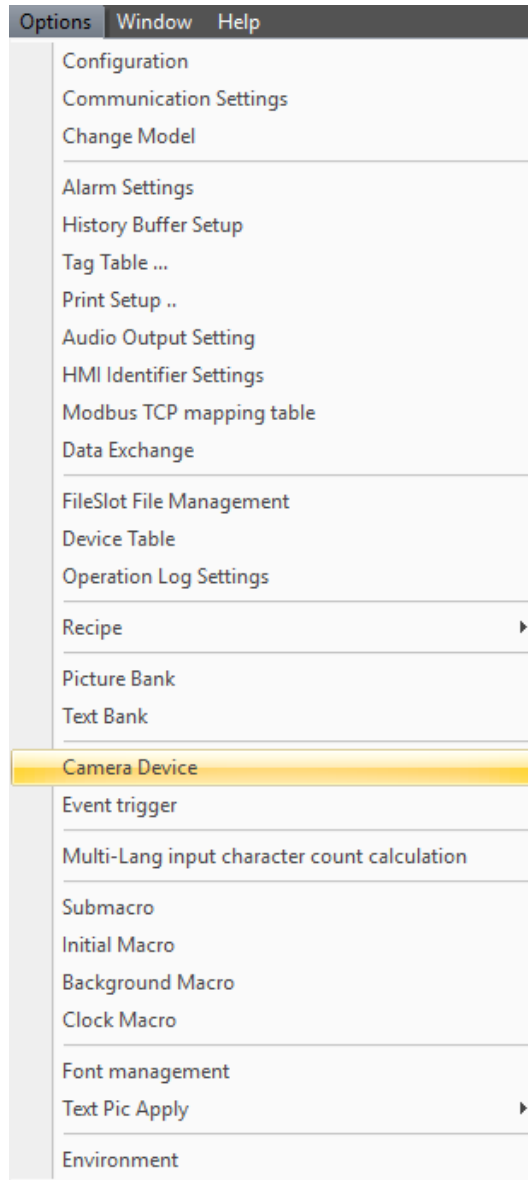 Options Window Help
Configuration
Communication Settings
Change Model
Alarm Settings
History Buffer Setup
Tag Table ...
Print Setup ..
Audio Output Setting
HMI Identifier Settings
Modbus TCP mapping table
Data Exchange
FileSlot File Management
Device Table
Operation Log Settings
Recipe
Picture Bank
Text Bank
Camera Device
Event trigger
Multi-Lang input character count calculation
Submacro
Initial Macro
Background Macro
Clock Macro
Font management
Text Pic Apply
Environment